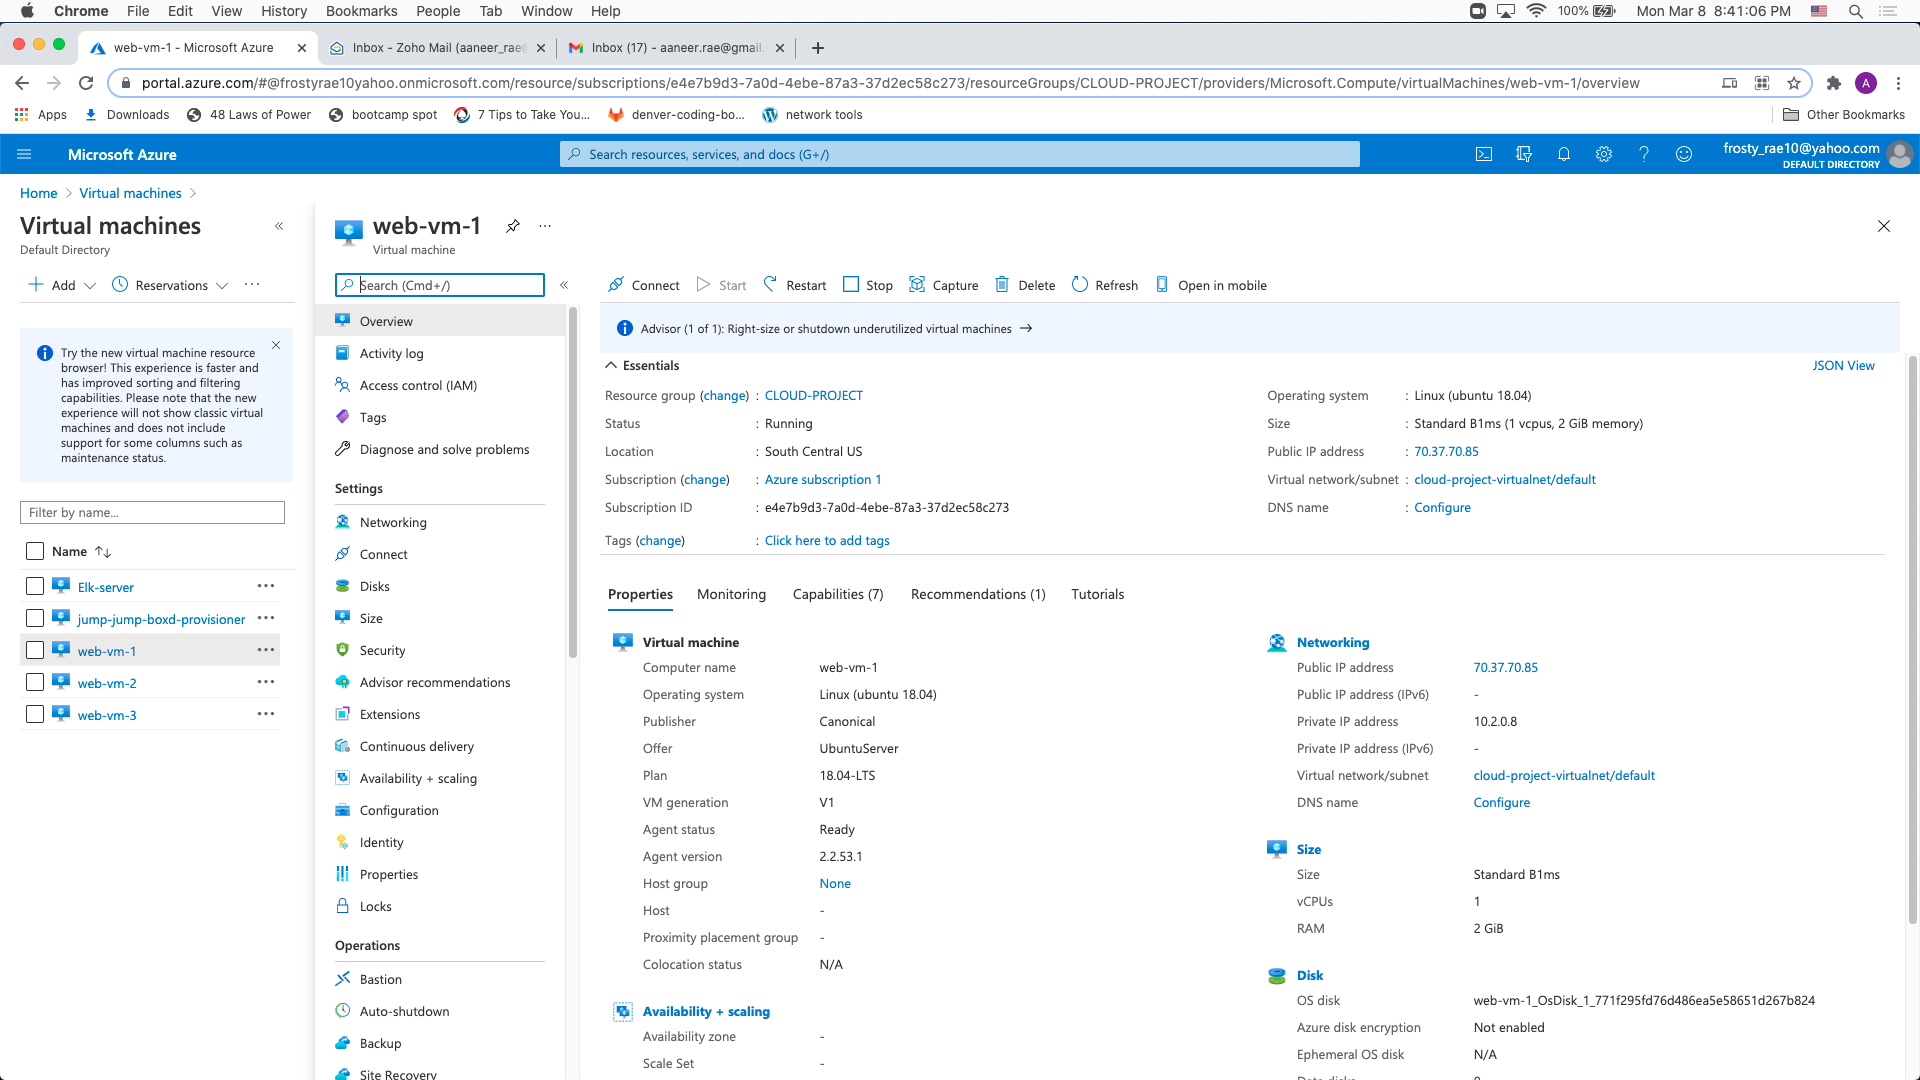 Chrome File Edit View History Bookmarks People Tab Window Help 100% Mon Mar 8 8:41:06 PM
web-vm-1 - Microsoft Azure Inbox - Zoho Mail (aaneer_rae Inbox (17) - aaneer.rae@gmail.
portal.azure.com/#@frostyrae10yahoo.onmicrosoft.com/resource/subscriptions/e4e7b9d3-7a0d-4ebe-87a3-37d2ec58c273/resourceGroups/CLOUD-PROJECT/providers/Microsoft.Compute/virtualMachines/web-vm-1/overview A
Apps Downloads 48 Laws of Power bootcamp spot 7 Tips to Take You... denver-coding-bo... network tools Other Bookmarks
Microsoft Azure Search resources, services, and docs (G+/) frosty_rae10@yahoo.com
DEFAULT DIRECTORY
Home > Virtual machines >
Virtual machines
Default Directory
Add Reservations ...
Try the new virtual machine resource
browser! This experience is faster and
has improved sorting and filtering
capabilities. Please note that the new
experience will not show classic virtual
machines and does not include
support for some columns such as
maintenance status.
Filter by name...
Name
Elk-server
jump-jump-boxd-provisioner
web-vm-1
web-vm-2
web-vm-3
web-vm-1
Virtual machine
Search (Cmd+/)
Overview
Activity log
Access control (IAM)
Tags
Diagnose and solve problems
Settings
Networking
Connect
Disks
Size
Security
Advisor recommendations
Extensions
Continuous delivery
Availability + scaling
Configuration
Identity
Properties
Locks
Operations
Bastion
Auto-shutdown
Backup
Site Recovery
Connect Start Restart Stop Capture Delete Refresh Open in mobile
Advisor (1 of 1): Right-size or shutdown underutilized virtual machines →
Essentials JSON View
Resource group (change) : CLOUD-PROJECT
Status : Running
Location : South Central US
Subscription (change) : Azure subscription 1
Subscription ID : e4e7b9d3-7a0d-4ebe-87a3-37d2ec58c273
Tags (change) : Click here to add tags
Operating system : Linux (ubuntu 18.04)
Size : Standard B1ms (1 vcpus, 2 GiB memory)
Public IP address : 70.37.70.85
Virtual network/subnet : cloud-project-virtualnet/default
DNS name : Configure
Properties Monitoring Capabilities (7) Recommendations (1) Tutorials
Virtual machine
Computer name web-vm-1
Operating system Linux (ubuntu 18.04)
Publisher Canonical
Offer UbuntuServer
Plan 18.04-LTS
VM generation V1
Agent status Ready
Agent version 2.2.53.1
Host group None
Host -
Proximity placement group -
Colocation status N/A
Availability + scaling
Availability zone -
Scale Set -
Networking
Public IP address 70.37.70.85
Public IP address (IPv6) -
Private IP address 10.2.0.8
Private IP address (IPv6) -
Virtual network/subnet cloud-project-virtualnet/default
DNS name Configure
Size
Size Standard B1ms
vCPUs 1
RAM 2 GiB
Disk
OS disk web-vm-1_OsDisk_1_771f295fd76d486ea5e58651d267b824
Azure disk encryption Not enabled
Ephemeral OS disk N/A